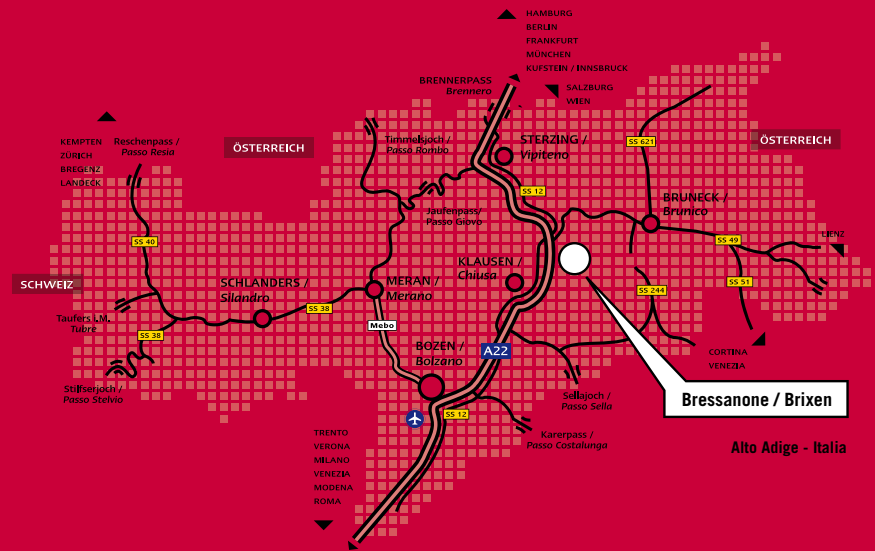 HAMBURG
BERLIN
FRANKFURT
MÜNCHEN
KUFSTEIN / INNSBRUCK
BRENNERPASS
Brennero
SALZBURG
WIEN
KEMPTEN
ZÜRICH
BREGENZ
LANDECK
Reschenpass /
Passo Resia
ÖSTERREICH
Timmelsjoch /
Passo Rombo
STERZING /
Vipiteno
SS 621
ÖSTERREICH
SS 12
Jaufenpass/
Passo Giovo
BRUNECK /
Brunico
SS 40
SS 49
LIENZ
SCHWEIZ
SCHLANDERS /
Silandro
MERAN /
Merano
KLAUSEN /
Chiusa
SS 244
SS 51
Taufers i.M.
Tubre
SS 38
SS 38
Mebo
BOZEN /
Bolzano
A22
CORTINA
VENEZIA
Stilfserjoch /
Passo Stelvio
Sellajoch /
Passo Sella
Bressanone / Brixen
SS 12
Karerpass /
Passo Costalunga
Alto Adige - Italia
TRENTO
VERONA
MILANO
VENEZIA
MODENA
ROMA